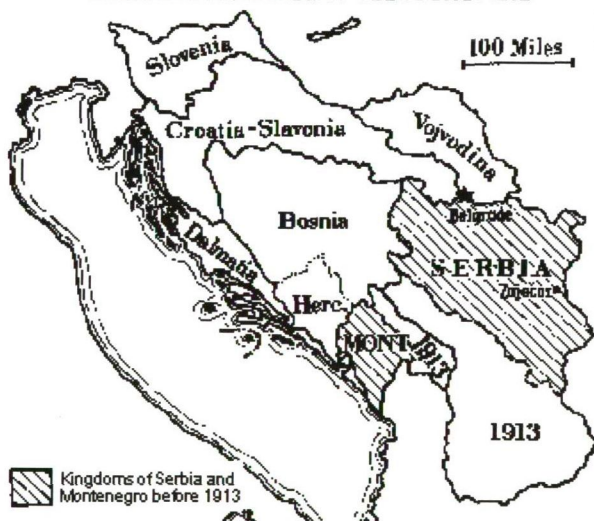 100 Miles
Slovenia
Croatia-Slavonia
Vojvodina
Belgrade
Bosnia
Dalmatia
SERBIA
Zajecar
Herc
MONT
1913
1913
Kingdoms of Serbia and
Montenegro before 1913